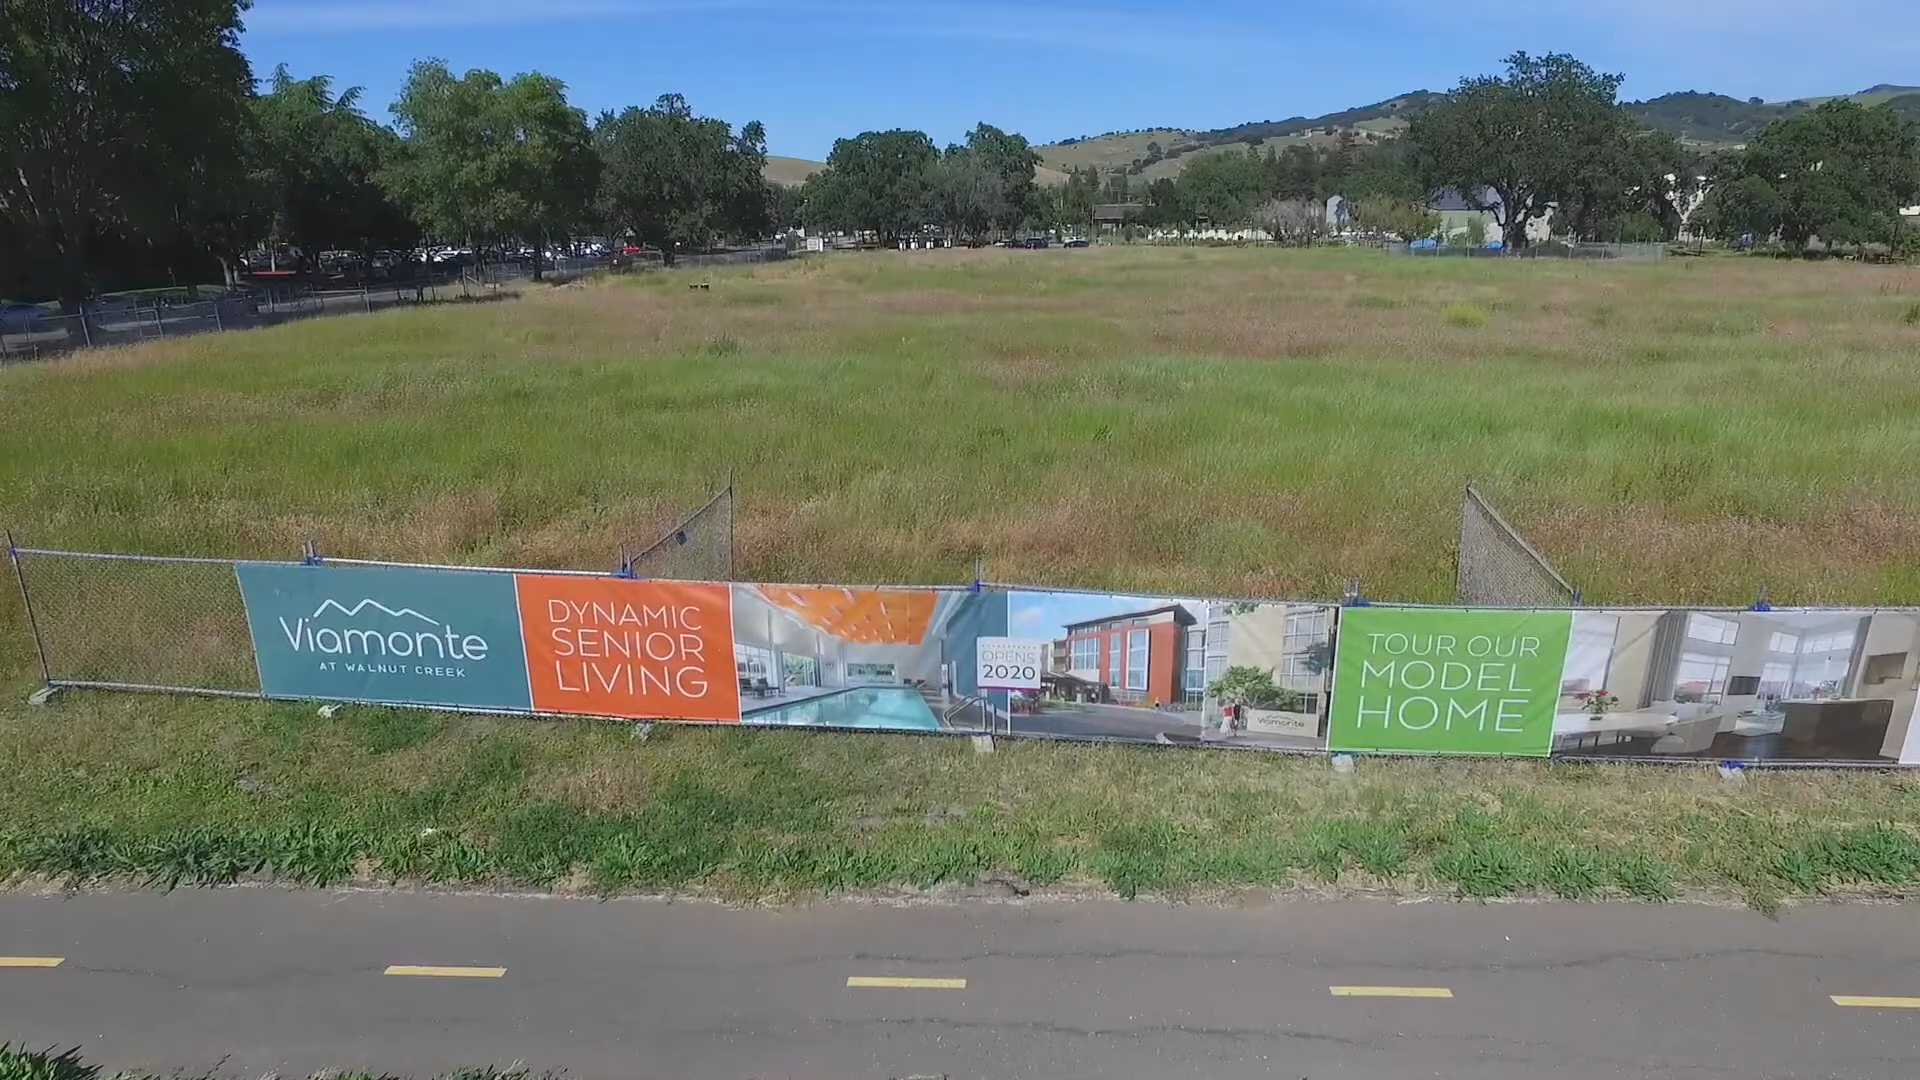 Viamonte
AT WALNUT CREEK
DYNAMIC
SENIOR
LIVING
OPENS
2020
Viamonte
TOUR OUR
MODEL
HOME